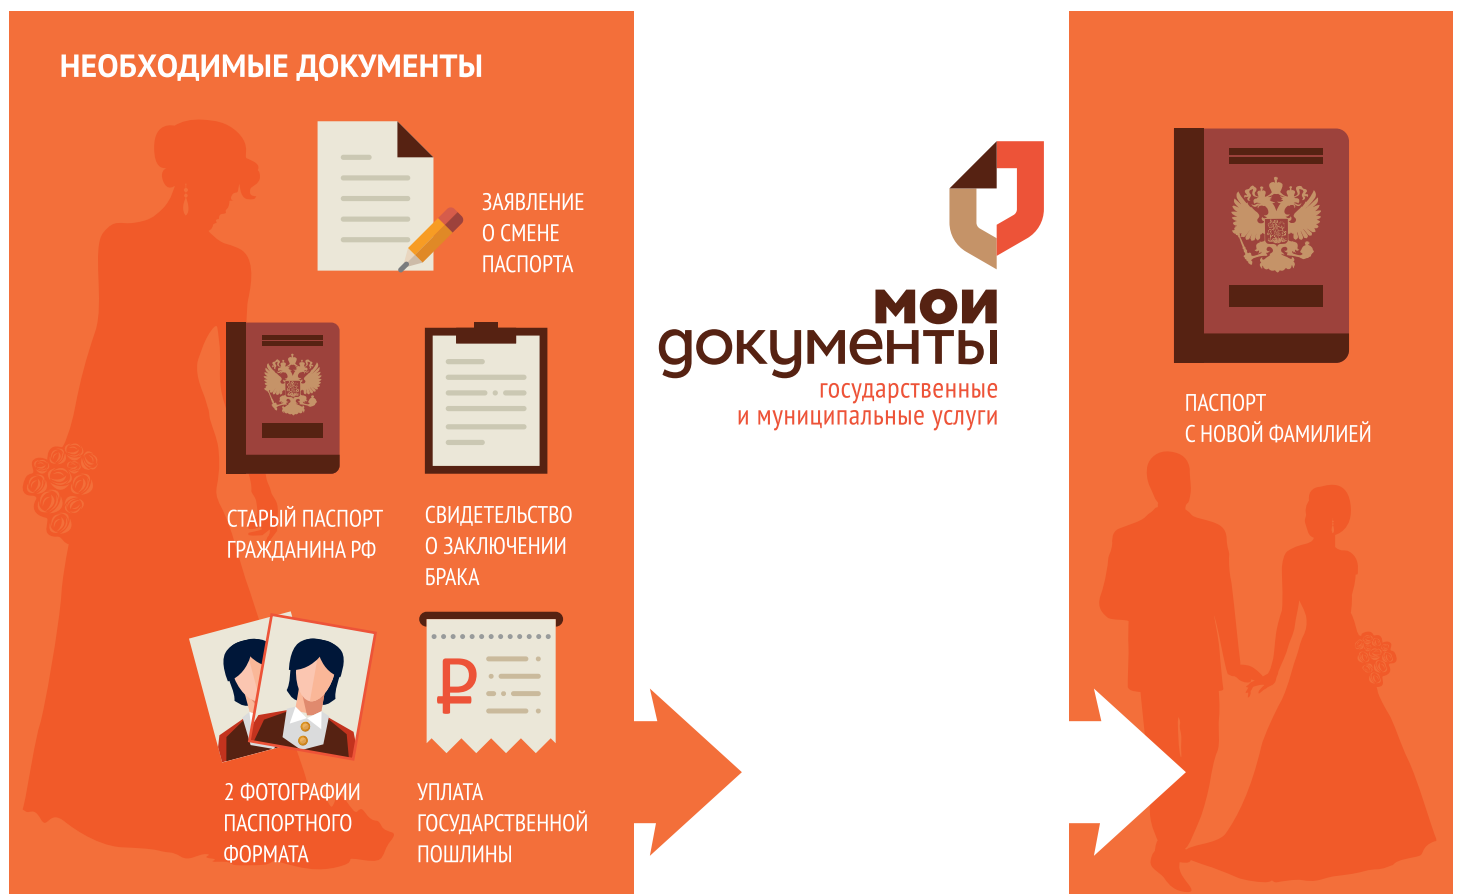 НЕОБХОДИМЫЕ ДОКУМЕНТЫ
ЗАЯВЛЕНИЕ
О СМЕНЕ
ПАСПОРТА
СТАРЫЙ ПАСПОРТ
ГРАЖДАНИНА РФ
СВИДЕТЕЛЬСТВО
О ЗАКЛЮЧЕНИИ
БРАКА
2 ФОТОГРАФИИ
ПАСПОРТНОГО
ФОРМАТА
УПЛАТА
ГОСУДАРСТВЕННОЙ
ПОШЛИНЫ
мои
документы
государственные
и муниципальные услуги
ПАСПОРТ
С НОВОЙ ФАМИЛИЕЙ